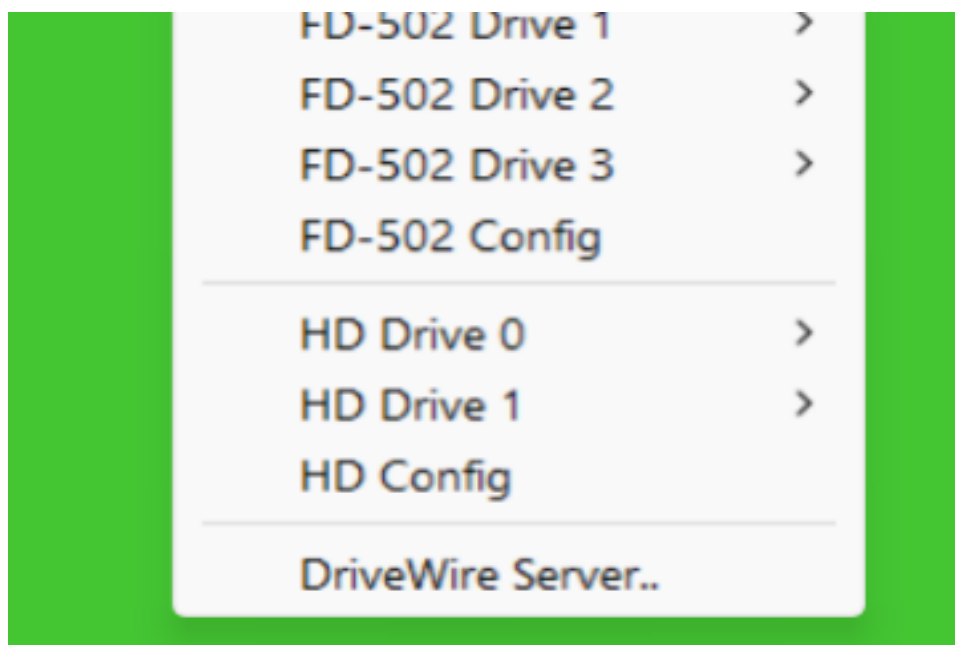 FD-502 Drive 1
FD-502 Drive 2
FD-502 Drive 3
FD-502 Config
HD Drive 0
HD Drive 1
HD Config
DriveWire Server..